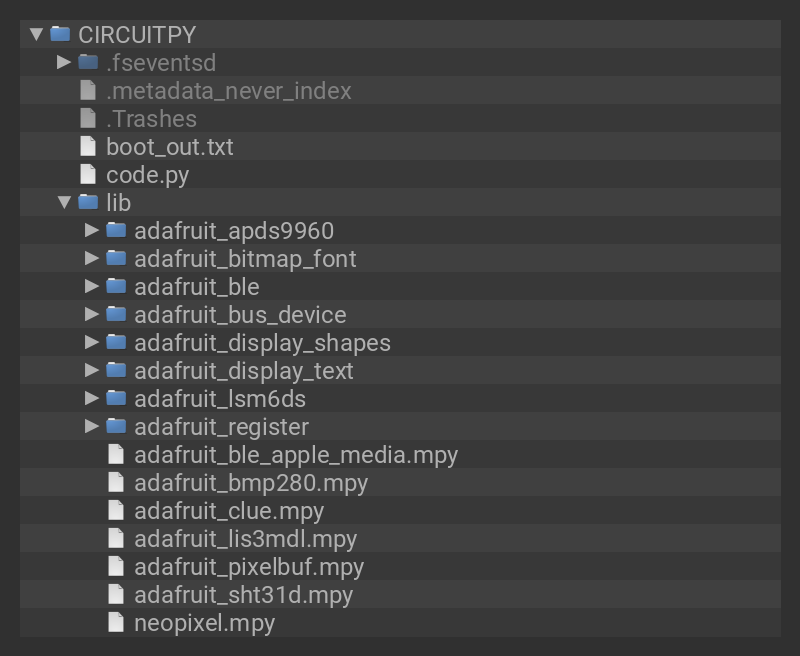 CIRCUITPY
.fseventsd
.metadata_never_index
.Trashes
boot_out.txt
code.py
lib
adafruit_apds9960
adafruit_bitmap_font
adafruit_ble
adafruit_bus_device
adafruit_display_shapes
adafruit_display_text
adafruit_lsm6ds
adafruit_register
adafruit_ble_apple_media.mpy
adafruit_bmp280.mpy
adafruit_clue.mpy
adafruit_lis3mdl.mpy
adafruit_pixelbuf.mpy
adafruit_sht31d.mpy
neopixel.mpy